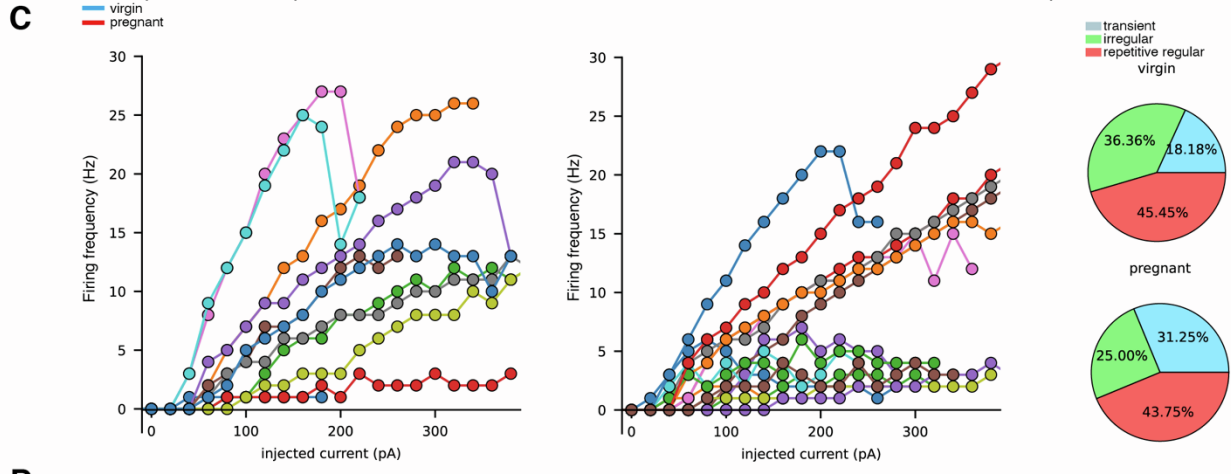 C
virgin
pregnant
30
25
20
15
10
5
0
Firing frequency (Hz)
0 100 200 300
injected current (pA)
30
25
20
15
10
5
0
Firing frequency (Hz)
0 100 200 300
injected current (pA)
transient
irregular
repetitive regular
virgin
36.36%
18.18%
45.45%
pregnant
31.25%
25.00%
43.75%